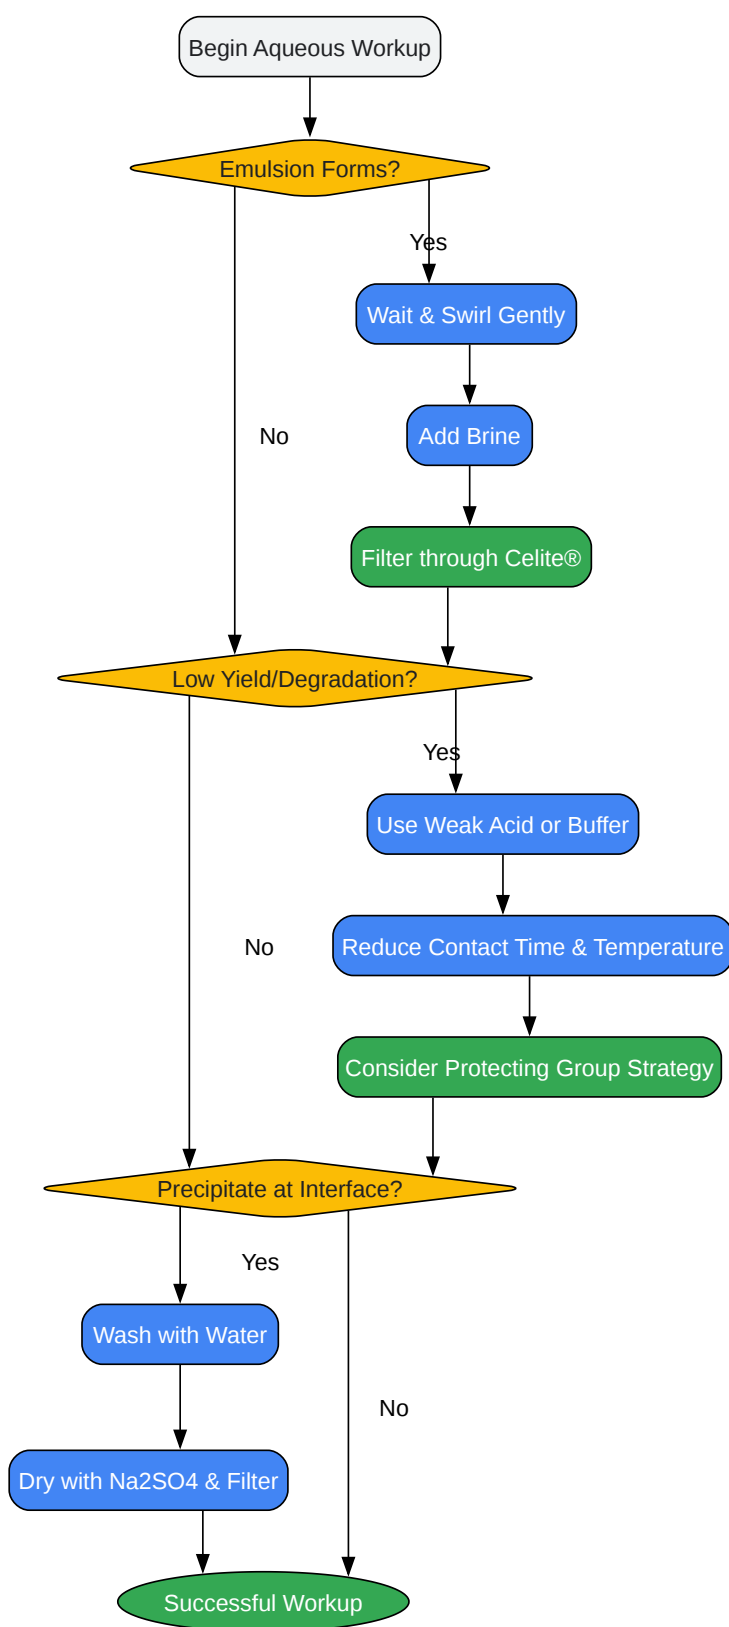 Begin Aqueous Workup
Emulsion Forms?
Yes
Wait & Swirl Gently
No
Add Brine
Filter through Celite®
Low Yield/Degradation?
Yes
Use Weak Acid or Buffer
No
Reduce Contact Time & Temperature
Consider Protecting Group Strategy
Precipitate at Interface?
Yes
Wash with Water
No
Dry with Na2SO4 & Filter
Successful Workup